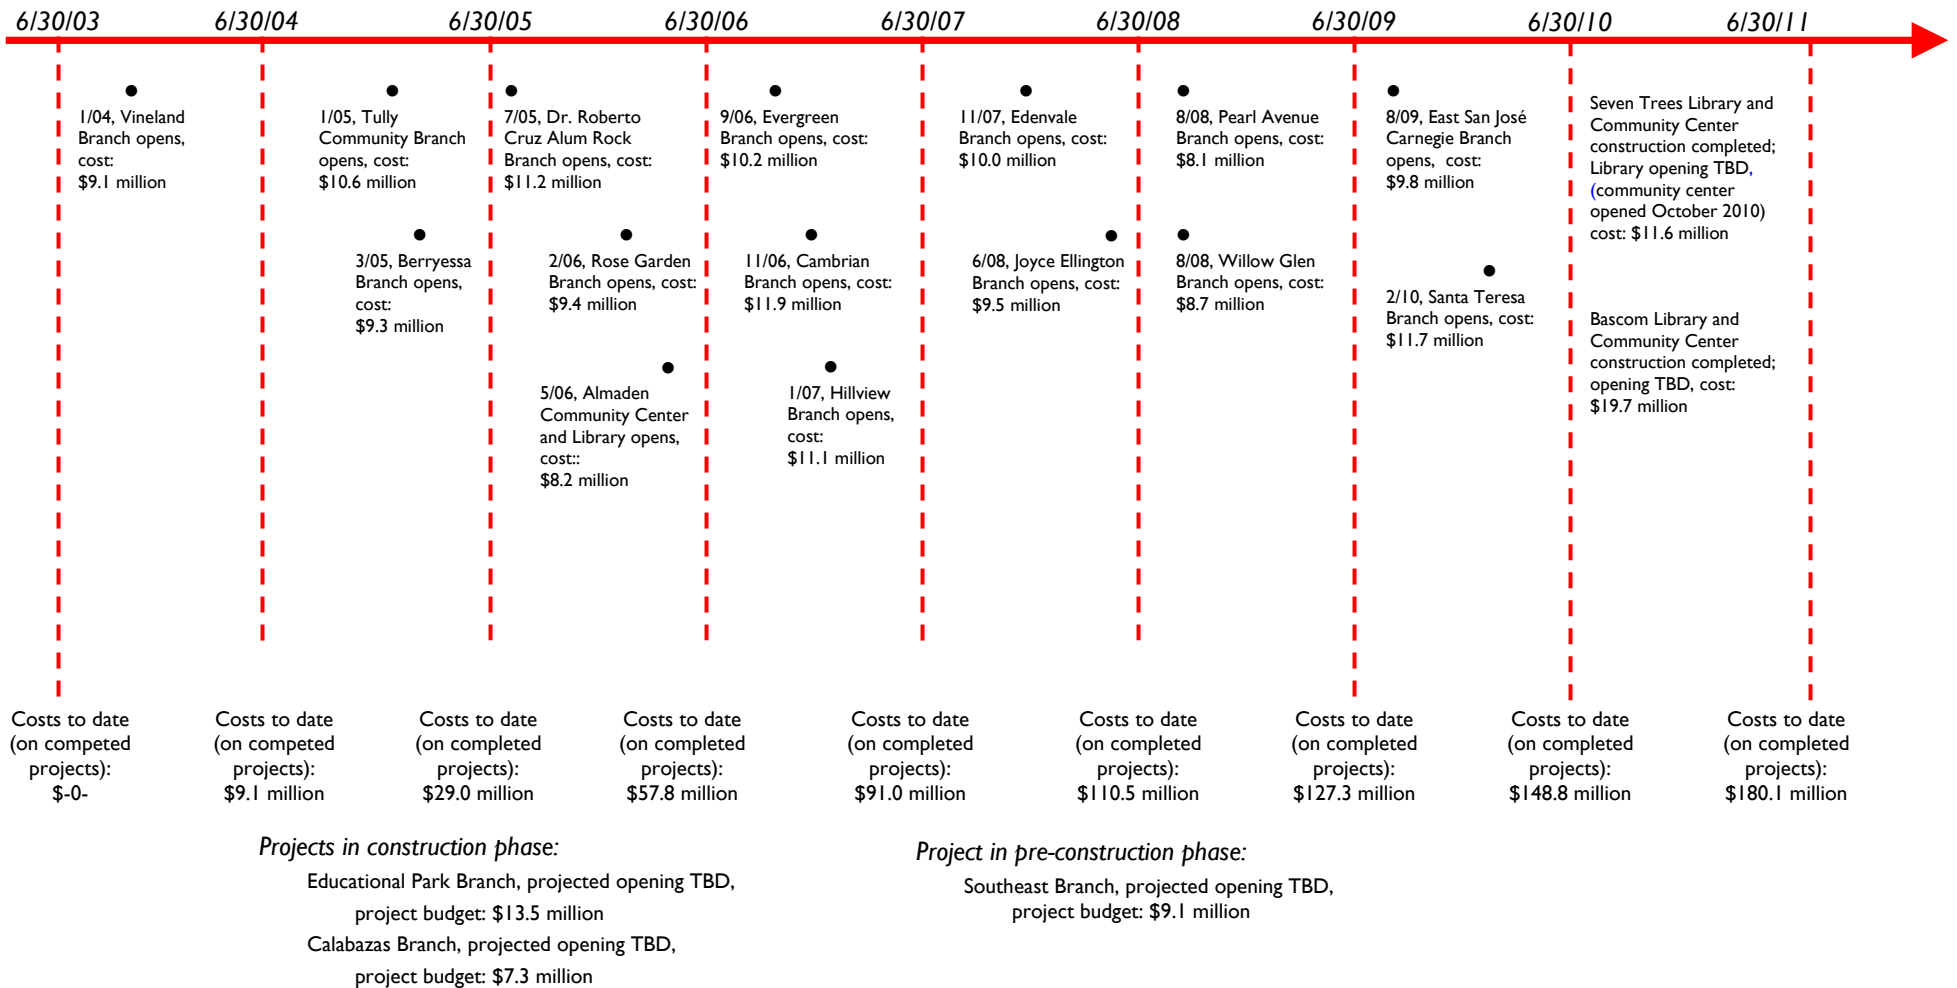 6/30/03
6/30/04
6/30/05
6/30/06
6/30/07
6/30/08
6/30/09
6/30/10
6/30/11
1/04, Vineland
Branch opens,
cost:
$9.1 million
1/05, Tully
Community Branch
opens, cost:
$10.6 million
3/05, Berryessa
Branch opens,
cost:
$9.3 million
7/05, Dr. Roberto
Cruz Alum Rock
Branch opens, cost:
$11.2 million
2/06, Rose Garden
Branch opens, cost:
$9.4 million
5/06, Almaden
Community Center
and Library opens,
cost::
$8.2 million
9/06, Evergreen
Branch opens, cost:
$10.2 million
11/06, Cambrian
Branch opens, cost:
$11.9 million
1/07, Hillview
Branch opens,
cost:
$11.1 million
11/07, Edenvale
Branch opens, cost:
$10.0 million
6/08, Joyce Ellington
Branch opens, cost:
$9.5 million
8/08, Pearl Avenue
Branch opens, cost:
$8.1 million
8/08, Willow Glen
Branch opens, cost:
$8.7 million
8/09, East San José
Carnegie Branch
opens, cost:
$9.8 million
2/10, Santa Teresa
Branch opens, cost:
$11.7 million
Seven Trees Library and
Community Center
construction completed;
Library opening TBD,
(community center
opened October 2010)
cost: $11.6 million
Bascom Library and
Community Center
construction completed;
opening TBD, cost:
$19.7 million
Costs to date
(on competed
projects):
$-0-
Costs to date
(on competed
projects):
$9.1 million
Costs to date
(on completed
projects):
$29.0 million
Costs to date
(on completed
projects):
$57.8 million
Costs to date
(on completed
projects):
$91.0 million
Costs to date
(on completed
projects):
$110.5 million
Costs to date
(on completed
projects):
$127.3 million
Costs to date
(on completed
projects):
$148.8 million
Costs to date
(on completed
projects):
$180.1 million
Projects in construction phase:
Educational Park Branch, projected opening TBD,
project budget: $13.5 million
Calabazas Branch, projected opening TBD,
project budget: $7.3 million
Project in pre-construction phase:
Southeast Branch, projected opening TBD,
project budget: $9.1 million